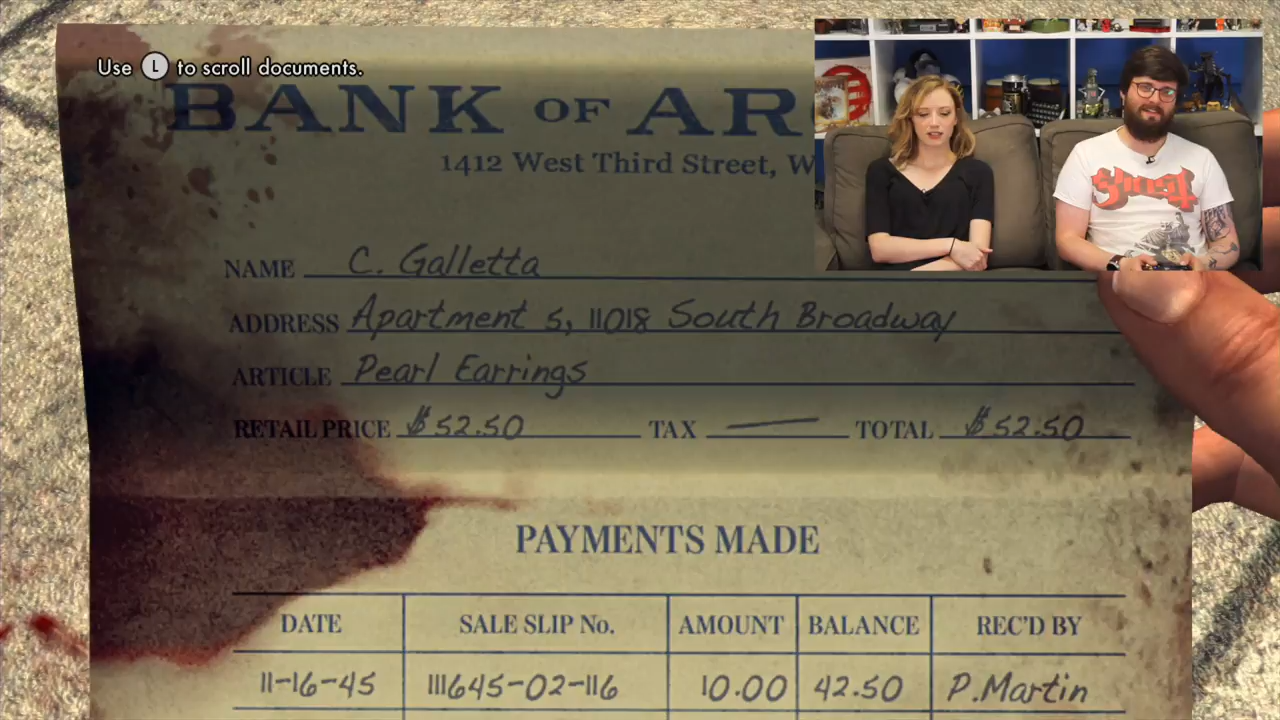 Use L to scroll documents.
BANK OF AR
1412 West Third Street, W
NAME C. Galletta
ADDRESS Apartment 5, 11018 South Broadway
ARTICLE Pearl Earrings
RETAIL PRICE $52.50 TAX — TOTAL $52.50
PAYMENTS MADE
DATE SALE SLIP No. AMOUNT BALANCE REC'D BY
11-16-45 111645-02-116 10.00 42.50 P. Martin
Ghost